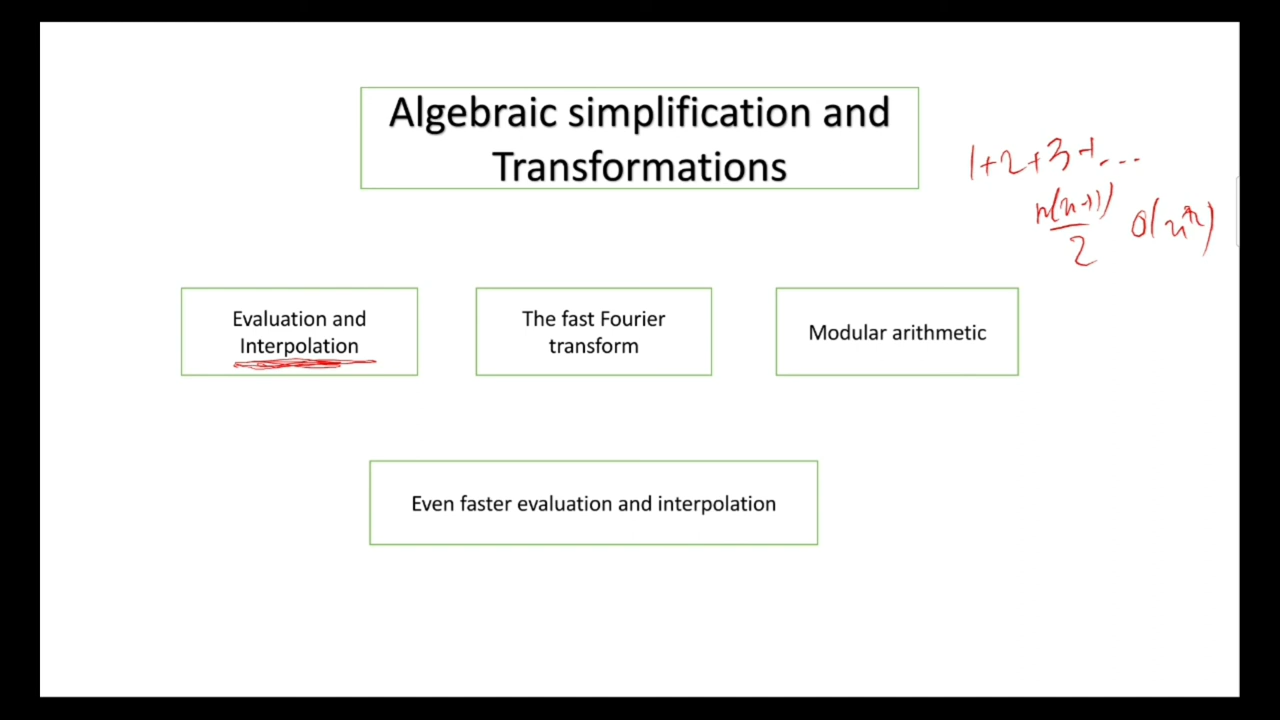 Algebraic simplification and
Transformations
1+2+3+...
n(n+1)
2
Evaluation and
Interpolation
The fast Fourier
transform
Modular arithmetic
Even faster evaluation and interpolation